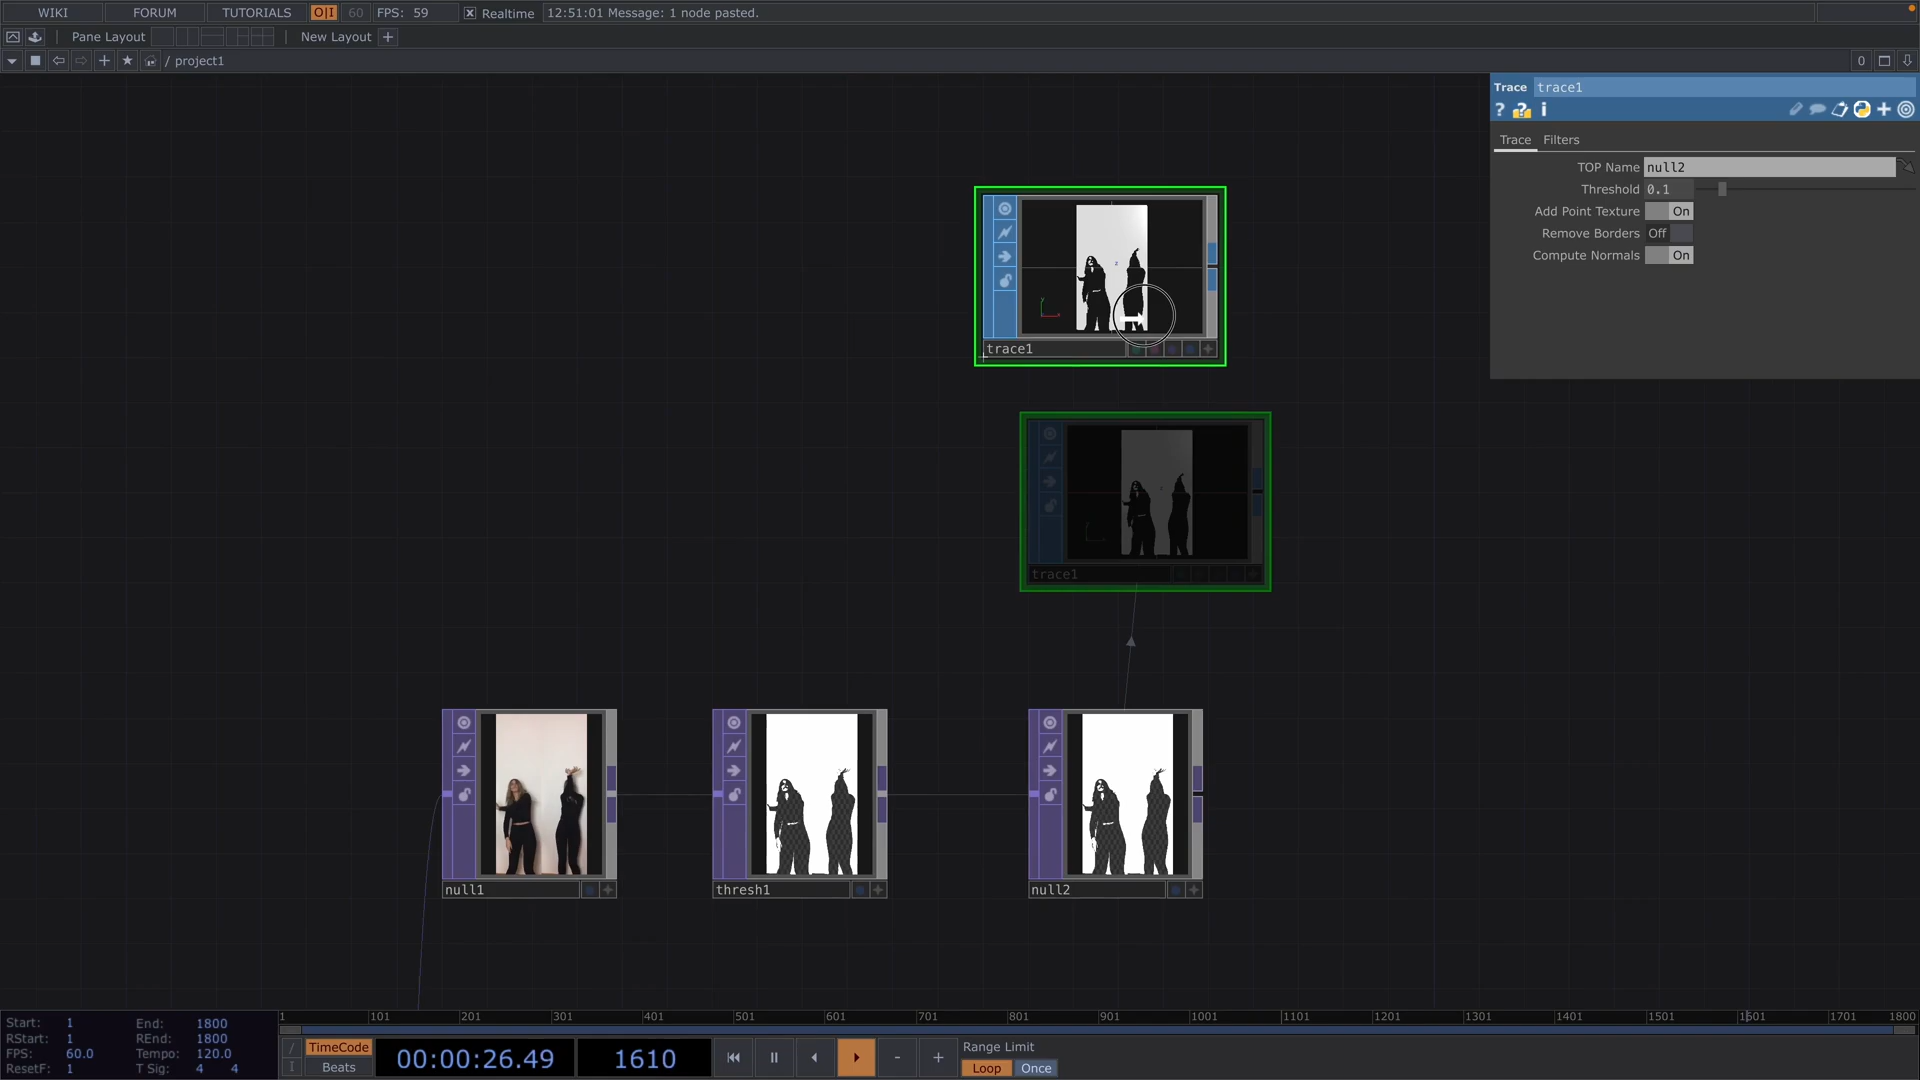 WIKI FORUM TUTORIALS O|I 60 FPS: 59 Realtime 12:51:01 Message: 1 node pasted.
Pane Layout New Layout
/ project1 0
Trace trace1
? ? i
Trace Filters
TOP Name null2
Threshold 0.1
Add Point Texture On
Remove Borders Off
Compute Normals On
trace1
trace1
null1 thresh1 null2
1 101 201 301 401 501 601 701 801 901 1001 1101 1201 1301 1401 1501 1601 1701 1800
Start: 1 End: 1800
RStart: 1 REnd: 1800
FPS: 60.0 Tempo: 120.0
ResetF: 1 T Sig: 4 4
TimeCode
Beats
00:00:26.49 1610
Range Limit
Loop Once